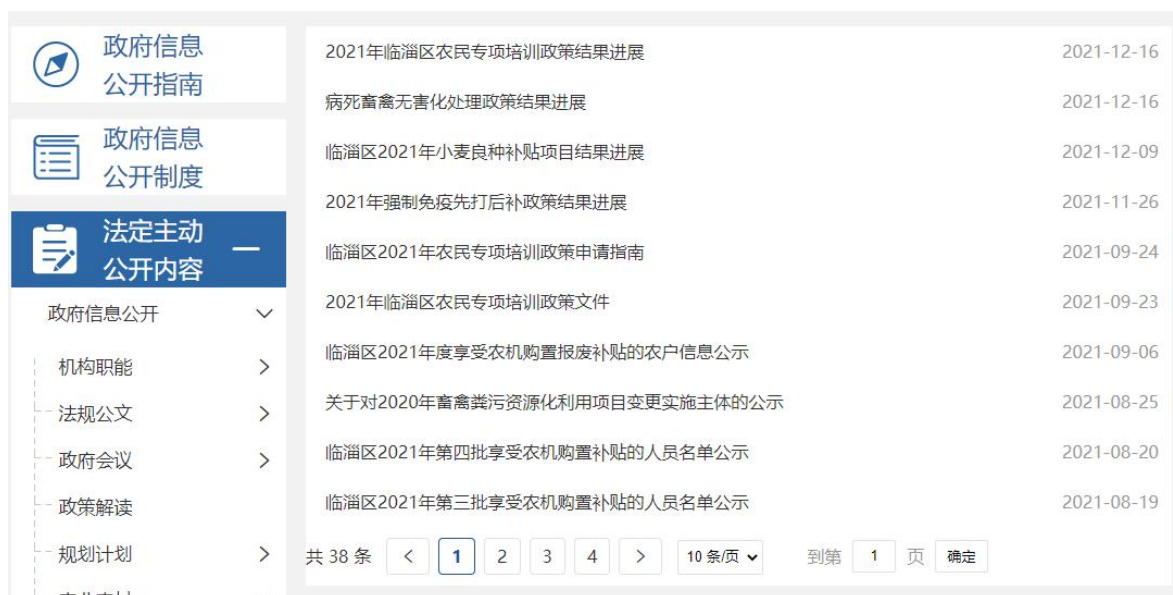 政府信息
公开指南
政府信息
公开制度
法定主动
公开内容
政府信息公开
机构职能
法规公文
政府会议
政策解读
规划计划
2021年临淄区农民专项培训政策结果进展 2021-12-16
病死畜禽无害化处理政策结果进展 2021-12-16
临淄区2021年小麦良种补贴项目结果进展 2021-12-09
2021年强制免疫先打后补政策结果进展 2021-11-26
临淄区2021年农民专项培训政策申请指南 2021-09-24
2021年临淄区农民专项培训政策文件 2021-09-23
临淄区2021年度享受农机购置报废补贴的农户信息公示 2021-09-06
关于对2020年畜禽粪污资源化利用项目变更实施主体的公示 2021-08-25
临淄区2021年第四批享受农机购置补贴的人员名单公示 2021-08-20
临淄区2021年第三批享受农机购置补贴的人员名单公示 2021-08-19
共 38 条 < 1 2 3 4 > 10 条/页 到第 1 页 确定